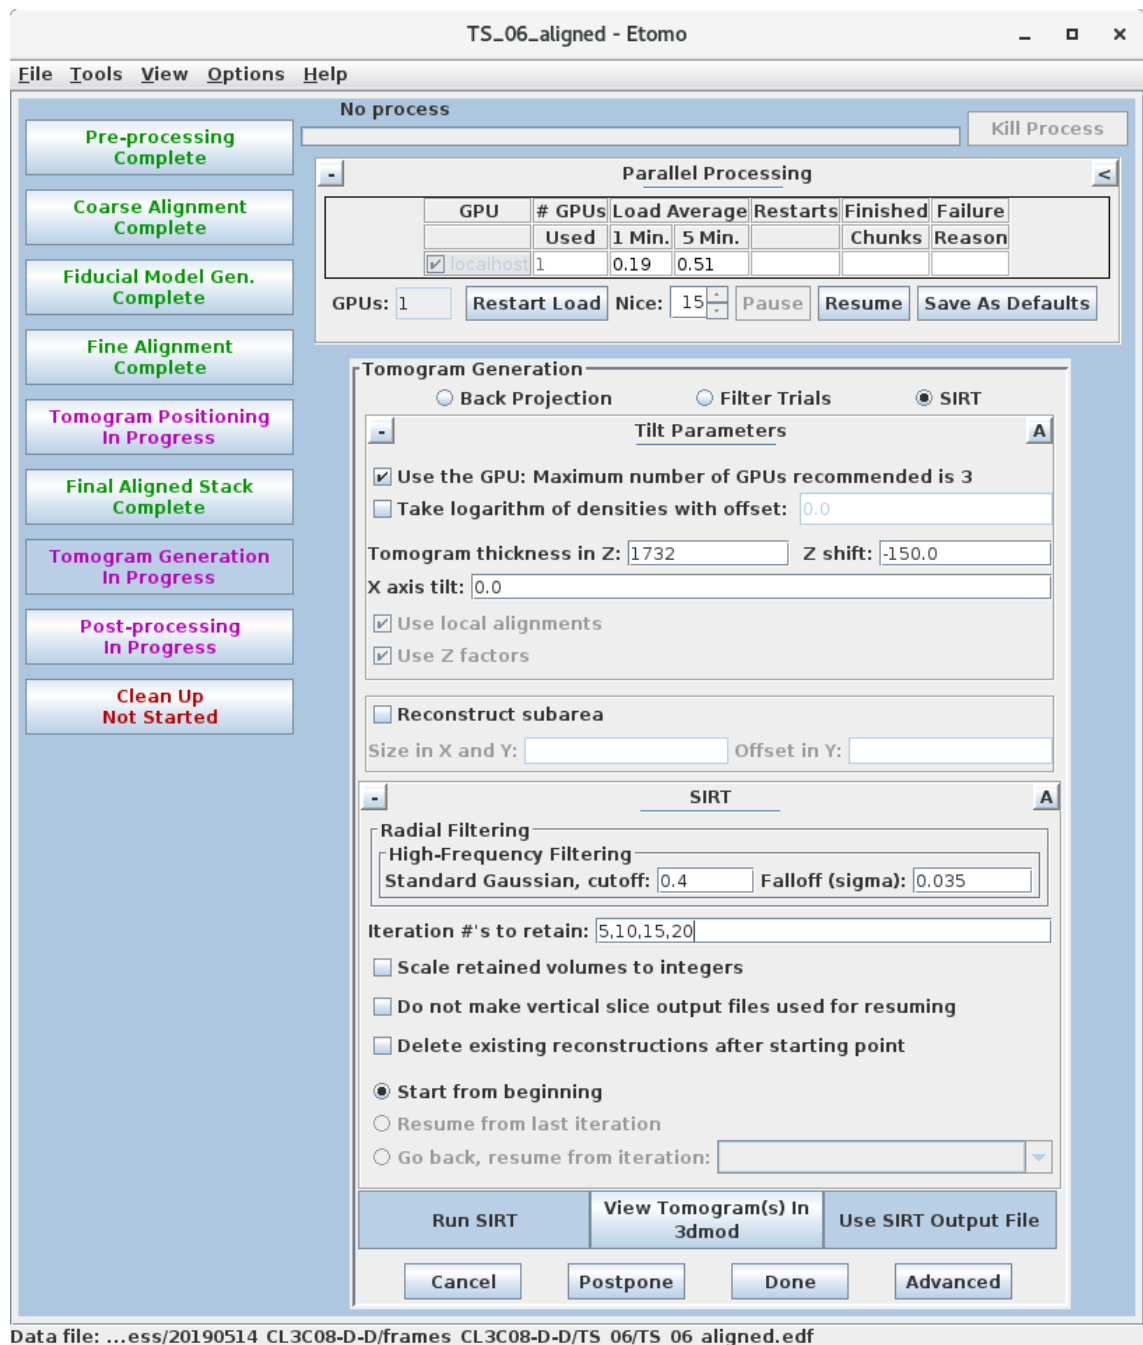 TS_06_aligned - Etomo
File Tools View Options Help
No process
Kill Process
Pre-processing
Complete
Coarse Alignment
Complete
Fiducial Model Gen.
Complete
Fine Alignment
Complete
Tomogram Positioning
In Progress
Final Aligned Stack
Complete
Tomogram Generation
In Progress
Post-processing
In Progress
Clean Up
Not Started
- Parallel Processing <
GPU # GPUs Load Average Restarts Finished Failure
Used 1 Min. 5 Min. Chunks Reason
localhost 1 0.19 0.51
GPUs: 1 Restart Load Nice: 15 Pause Resume Save As Defaults
Tomogram Generation
Back Projection Filter Trials SIRT
- Tilt Parameters A
Use the GPU: Maximum number of GPUs recommended is 3
Take logarithm of densities with offset: 0.0
Tomogram thickness in Z: 1732 Z shift: -150.0
X axis tilt: 0.0
Use local alignments
Use Z factors
Reconstruct subarea
Size in X and Y: Offset in Y:
- SIRT A
Radial Filtering
High-Frequency Filtering
Standard Gaussian, cutoff: 0.4 Falloff (sigma): 0.035
Iteration #'s to retain: 5,10,15,20
Scale retained volumes to integers
Do not make vertical slice output files used for resuming
Delete existing reconstructions after starting point
Start from beginning
Resume from last iteration
Go back, resume from iteration:
Run SIRT
View Tomogram(s) In
3dmod
Use SIRT Output File
Cancel Postpone Done Advanced
Data file: ...ess/20190514_CL3C08-D-D/frames_CL3C08-D-D/TS_06/TS_06_aligned.edf